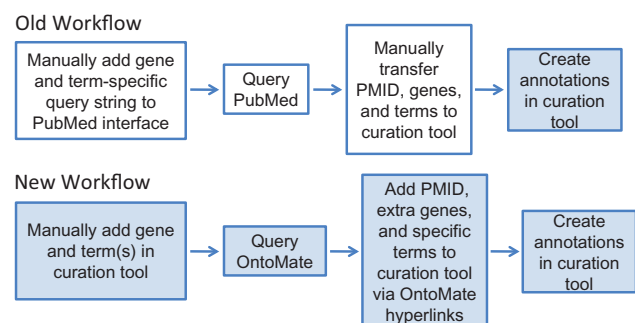 Old Workflow
Manually add gene
and term-specific
query string to
PubMed interface
Query
PubMed
Manually
transfer
PMID, genes,
and terms to
curation tool
Create
annotations
in curation
tool
New Workflow
Manually add gene
and term(s) in
curation tool
Query
OntoMate
Add PMID,
extra genes,
and specific
terms to
curation tool
via OntoMate
hyperlinks
Create
annotations
in curation
tool